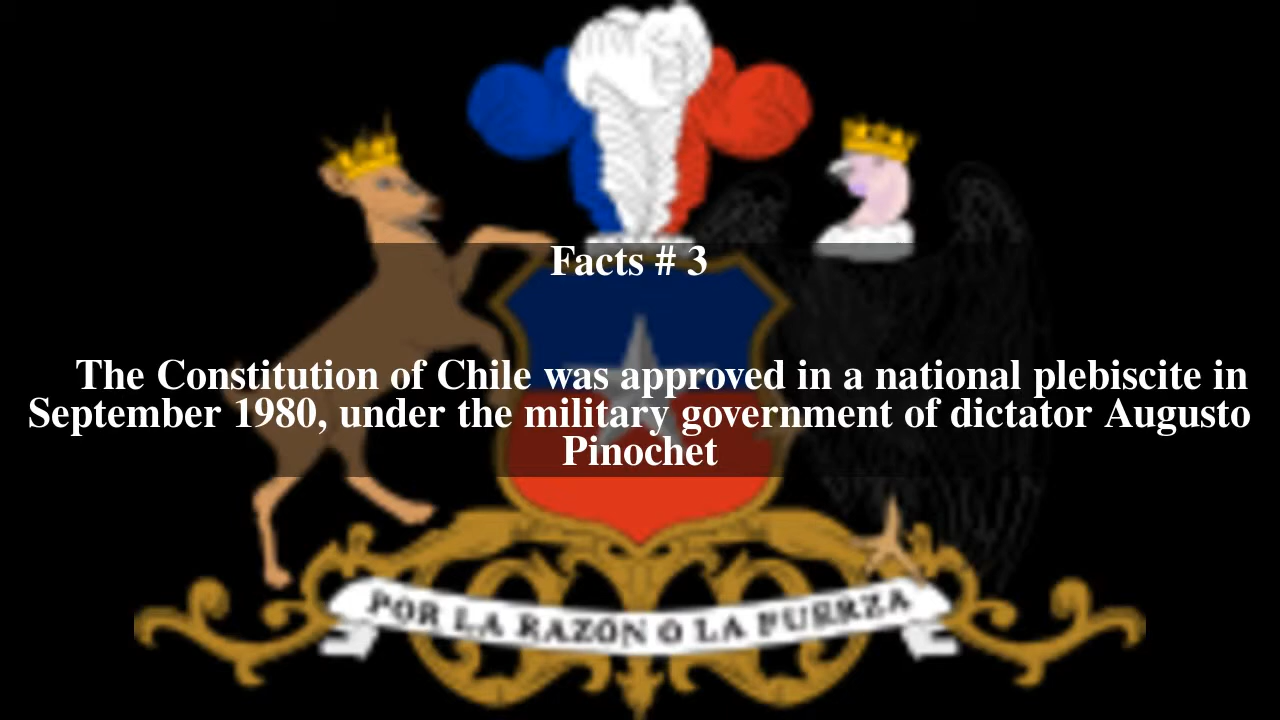 Facts # 3
The Constitution of Chile was approved in a national plebiscite in
September 1980, under the military government of dictator Augusto
Pinochet
POR LA RAZÓN O LA FUERZA